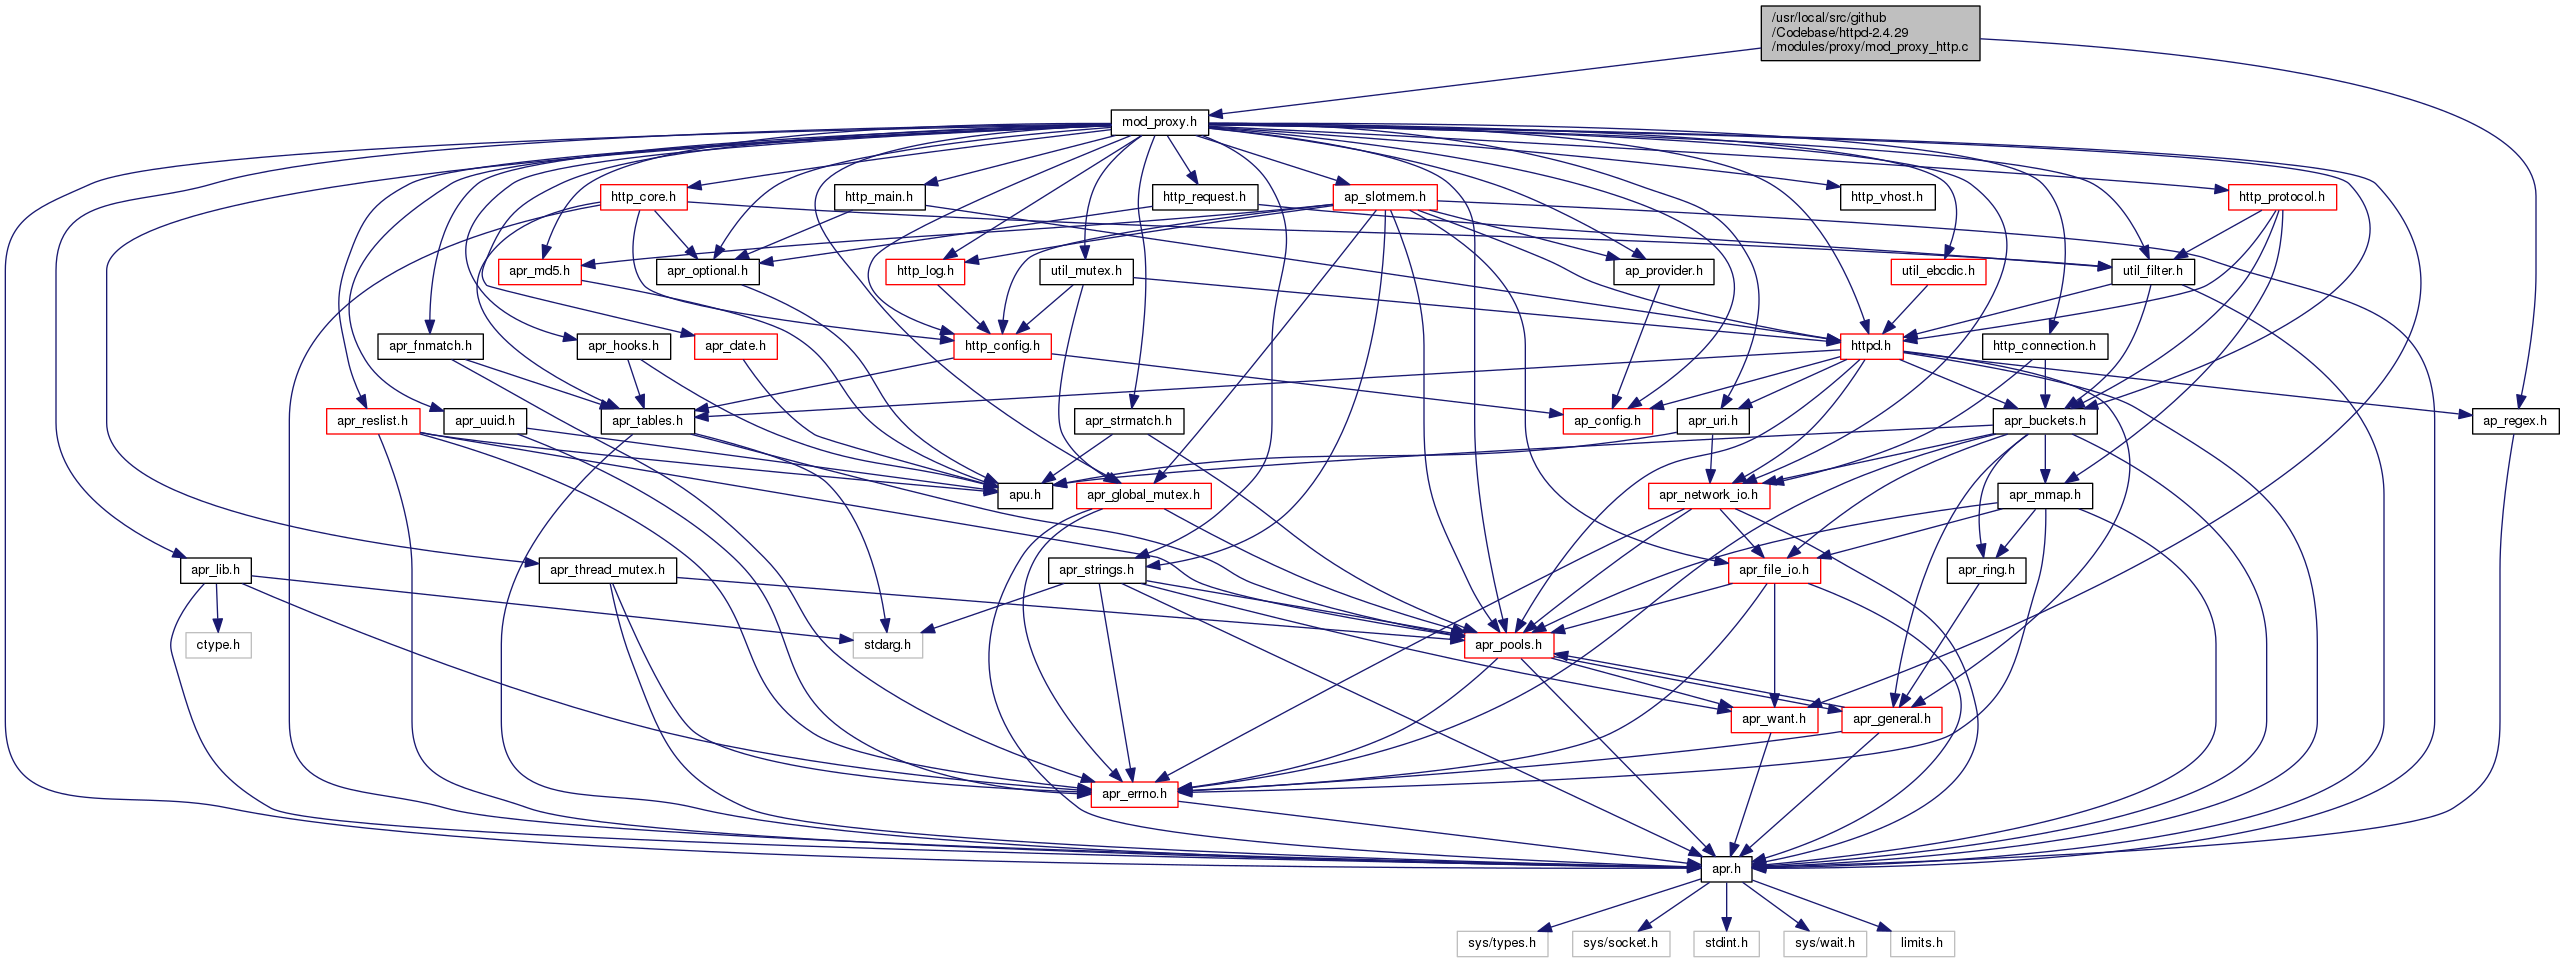 /usr/local/src/github
/Codebase/httpd-2.4.29
/modules/proxy/mod_proxy_http.c
mod_proxy.h
http_core.h
http_main.h
http_request.h
ap_slotmem.h
http_vhost.h
http_protocol.h
apr_md5.h
apr_optional.h
http_log.h
util_mutex.h
ap_provider.h
util_ebcdic.h
util_filter.h
apr_fnmatch.h
apr_hooks.h
apr_date.h
http_config.h
httpd.h
http_connection.h
apr_reslist.h
apr_uuid.h
apr_tables.h
apr_strmatch.h
ap_config.h
apr_uri.h
apr_buckets.h
ap_regex.h
apu.h
apr_global_mutex.h
apr_network_io.h
apr_mmap.h
apr_lib.h
apr_thread_mutex.h
apr_strings.h
apr_file_io.h
apr_ring.h
ctype.h
stdarg.h
apr_pools.h
apr_want.h
apr_general.h
apr_errno.h
apr.h
sys/types.h
sys/socket.h
stdint.h
sys/wait.h
limits.h